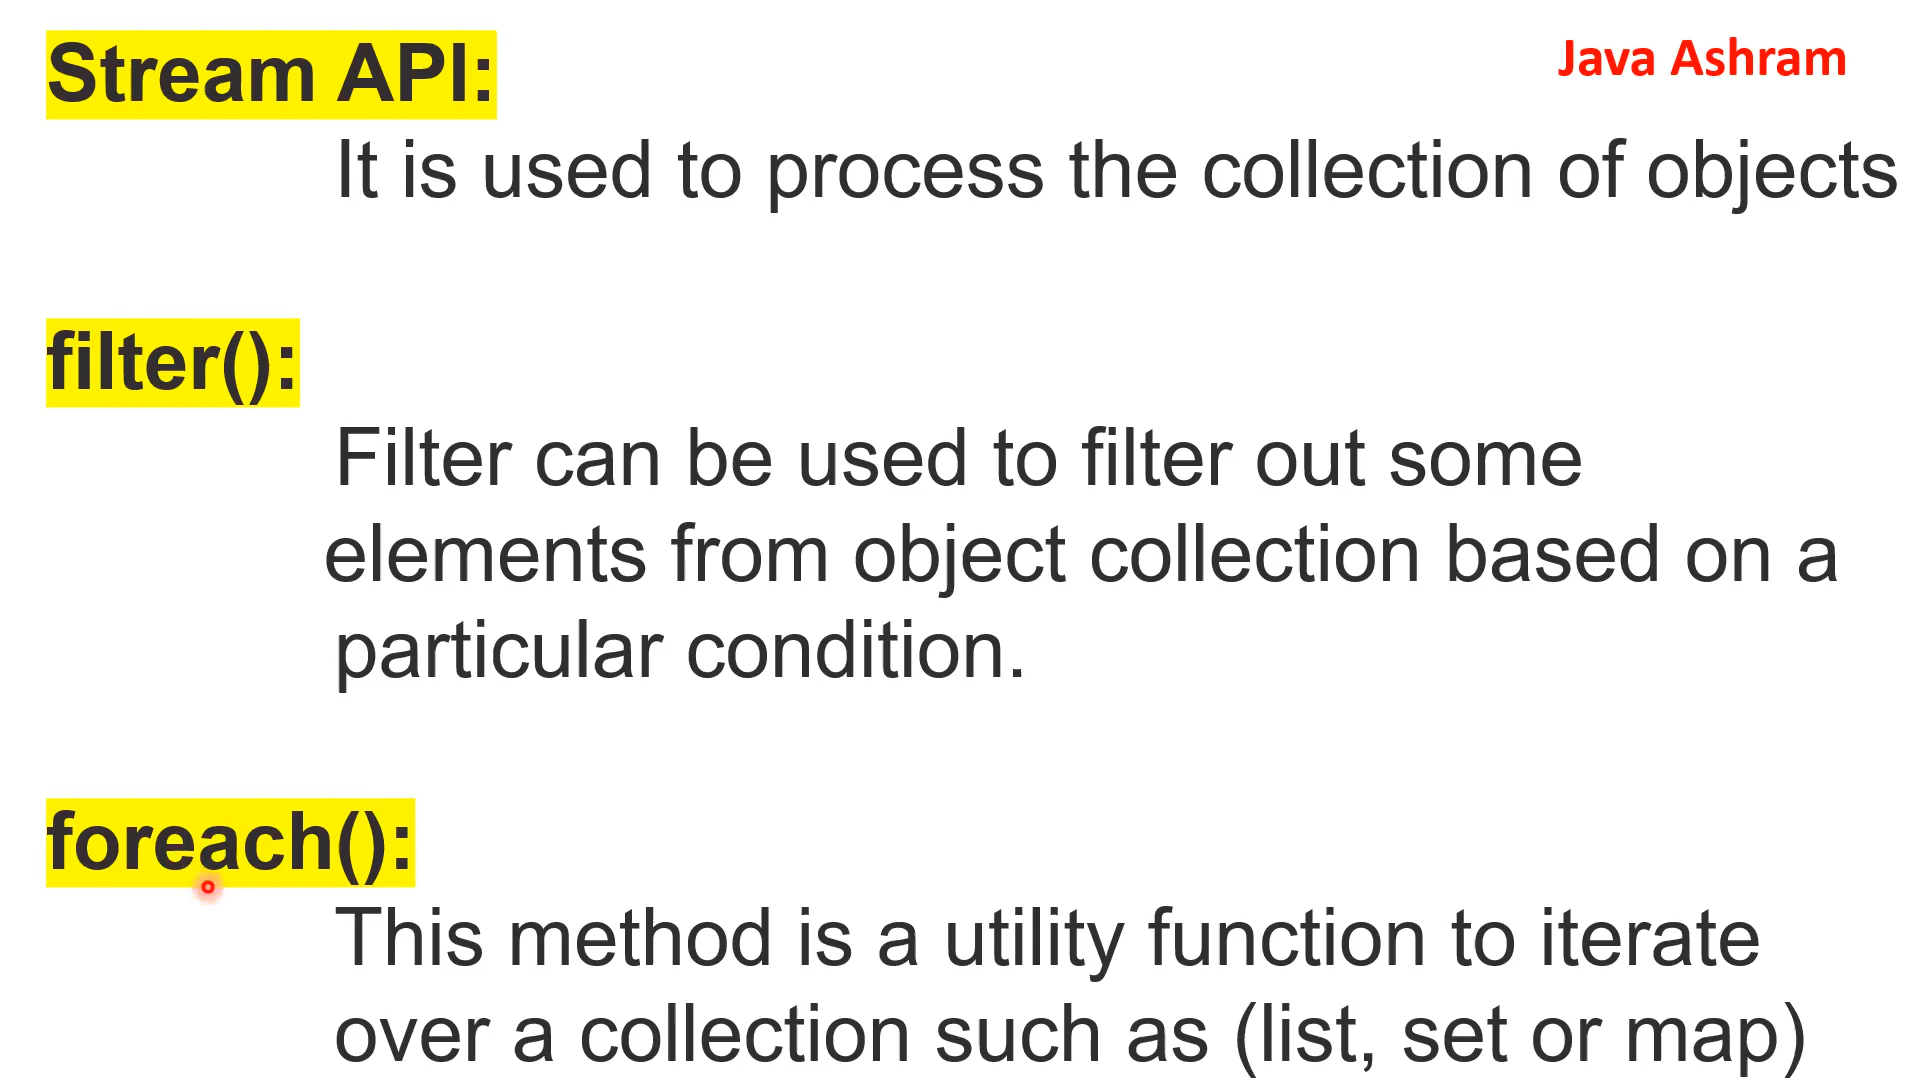 Stream API:
Java Ashram
It is used to process the collection of objects
filter():
Filter can be used to filter out some
elements from object collection based on a
particular condition.
foreach():
This method is a utility function to iterate
over a collection such as (list, set or map)